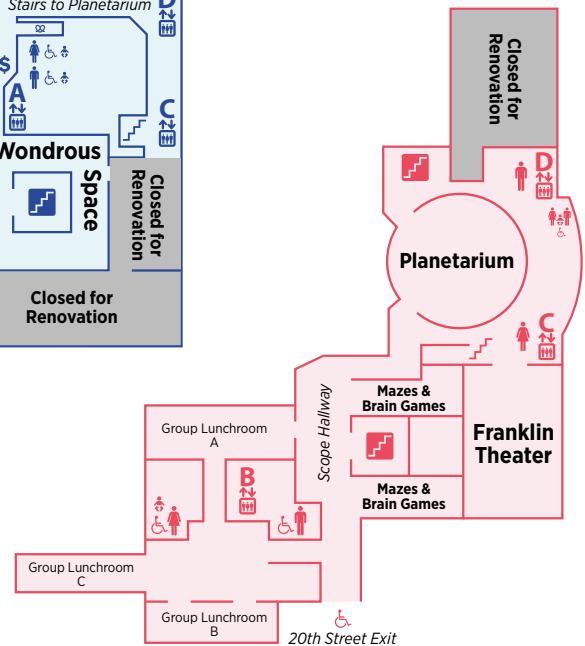 Stairs to Planetarium
D
$
A
C
Wondrous
Space
Closed for
Renovation
Closed for
Renovation
Closed for
Renovation
D
Planetarium
C
Scope Hallway
Mazes &
Brain Games
Franklin
Theater
Mazes &
Brain Games
Group Lunchroom
A
B
Group Lunchroom
C
Group Lunchroom
B
20th Street Exit